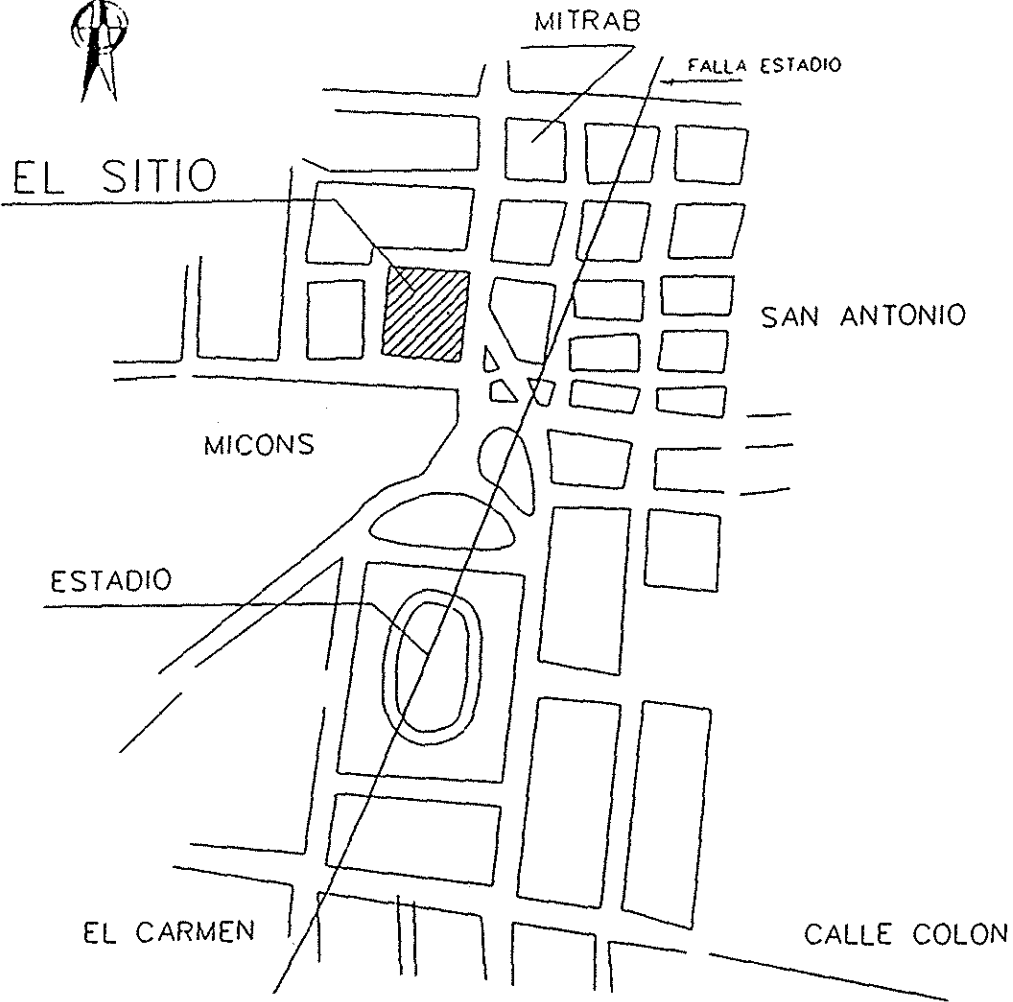 MITRAB
FALLA ESTADIO
EL SITIO
SAN ANTONIO
MICONS
ESTADIO
EL CARMEN
CALLE COLON